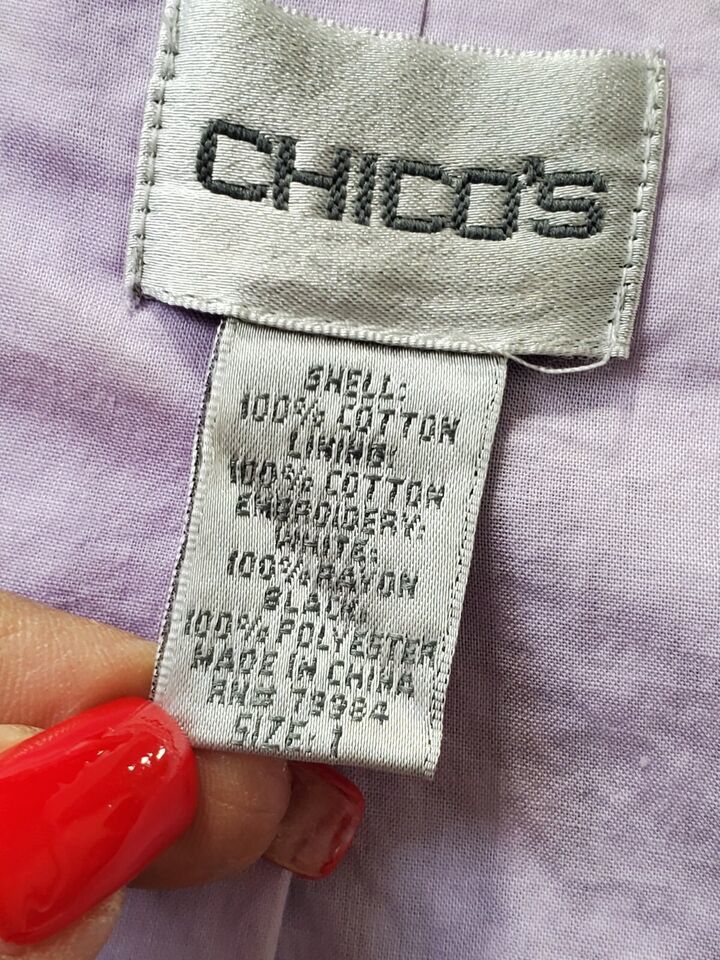 CHICO'S
SHELL:
100% COTTON
LINING:
100% COTTON
EMBROIDERY:
WHITE:
100% RAYON
BLACK:
100% POLYESTER
MADE IN CHINA
RN# 79984
SIZE: 1